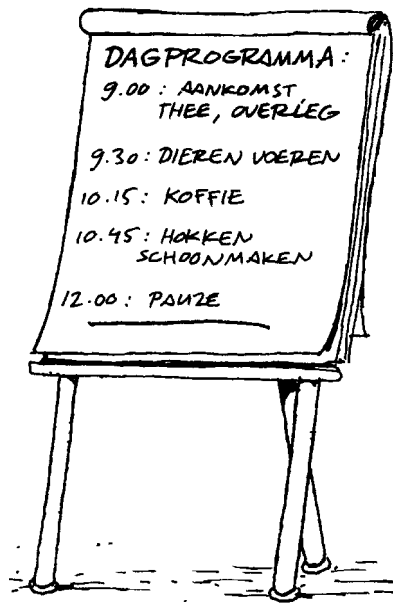 DAGPROGRAMMA:
9.00: AANKOMST
THEE, OVERLEG
9.30: DIEREN VOEREN
10.15: KOFFIE
10.45: HOKKEN
SCHOONMAKEN
12.00: PAUZE